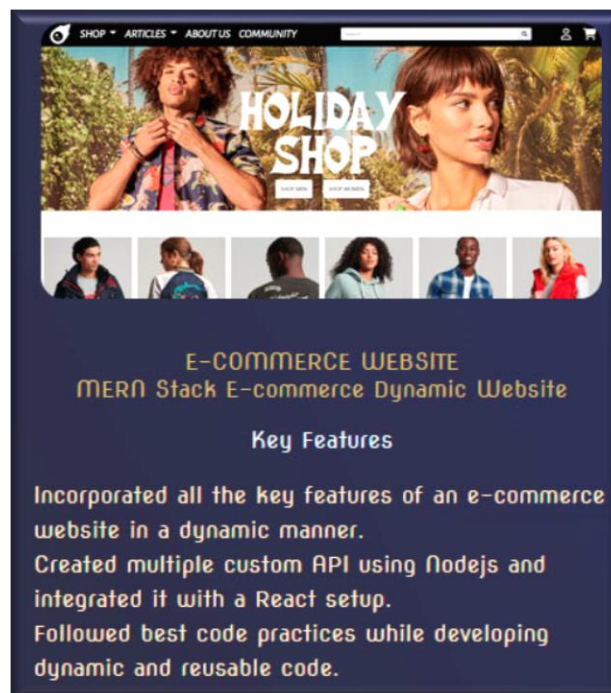 SHOP
ARTICLES
ABOUT US
COMMUNITY
Search
HOLIDAY
SHOP
SHOP MEN
SHOP WOMEN
E-COMMERCE WEBSITE
MERN Stack E-commerce Dynamic Website
Key Features
Incorporated all the key features of an e-commerce
website in a dynamic manner.
Created multiple custom API using Nodejs and
integrated it with a React setup.
Followed best code practices while developing
dynamic and reusable code.